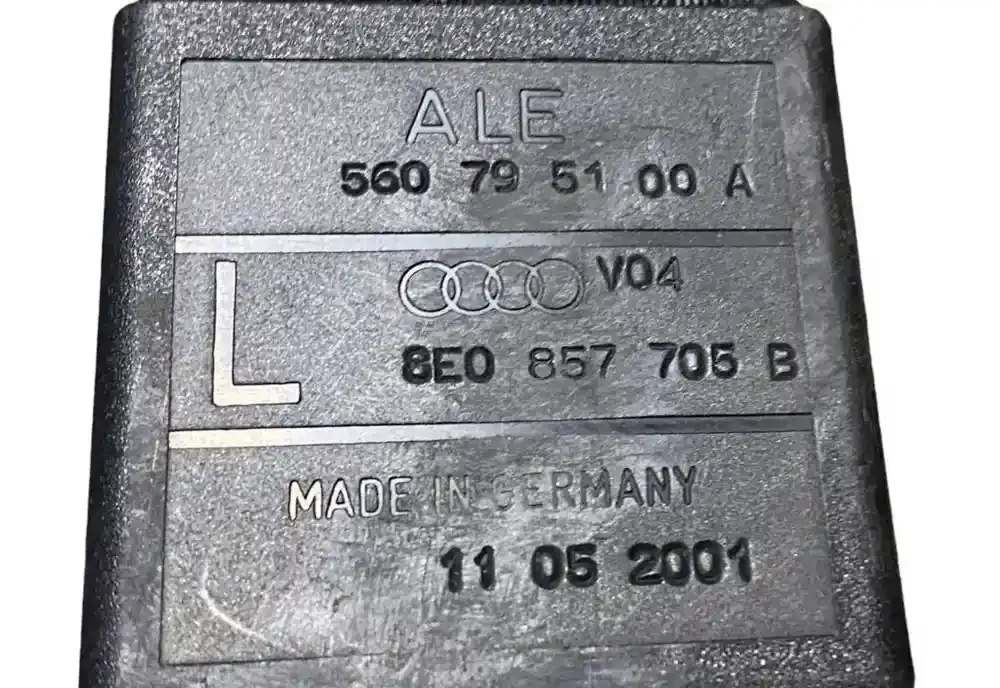 ALE
560 79 51 00 A
L
V04
8E0 857 705 B
MADE IN GERMANY
11 05 2001